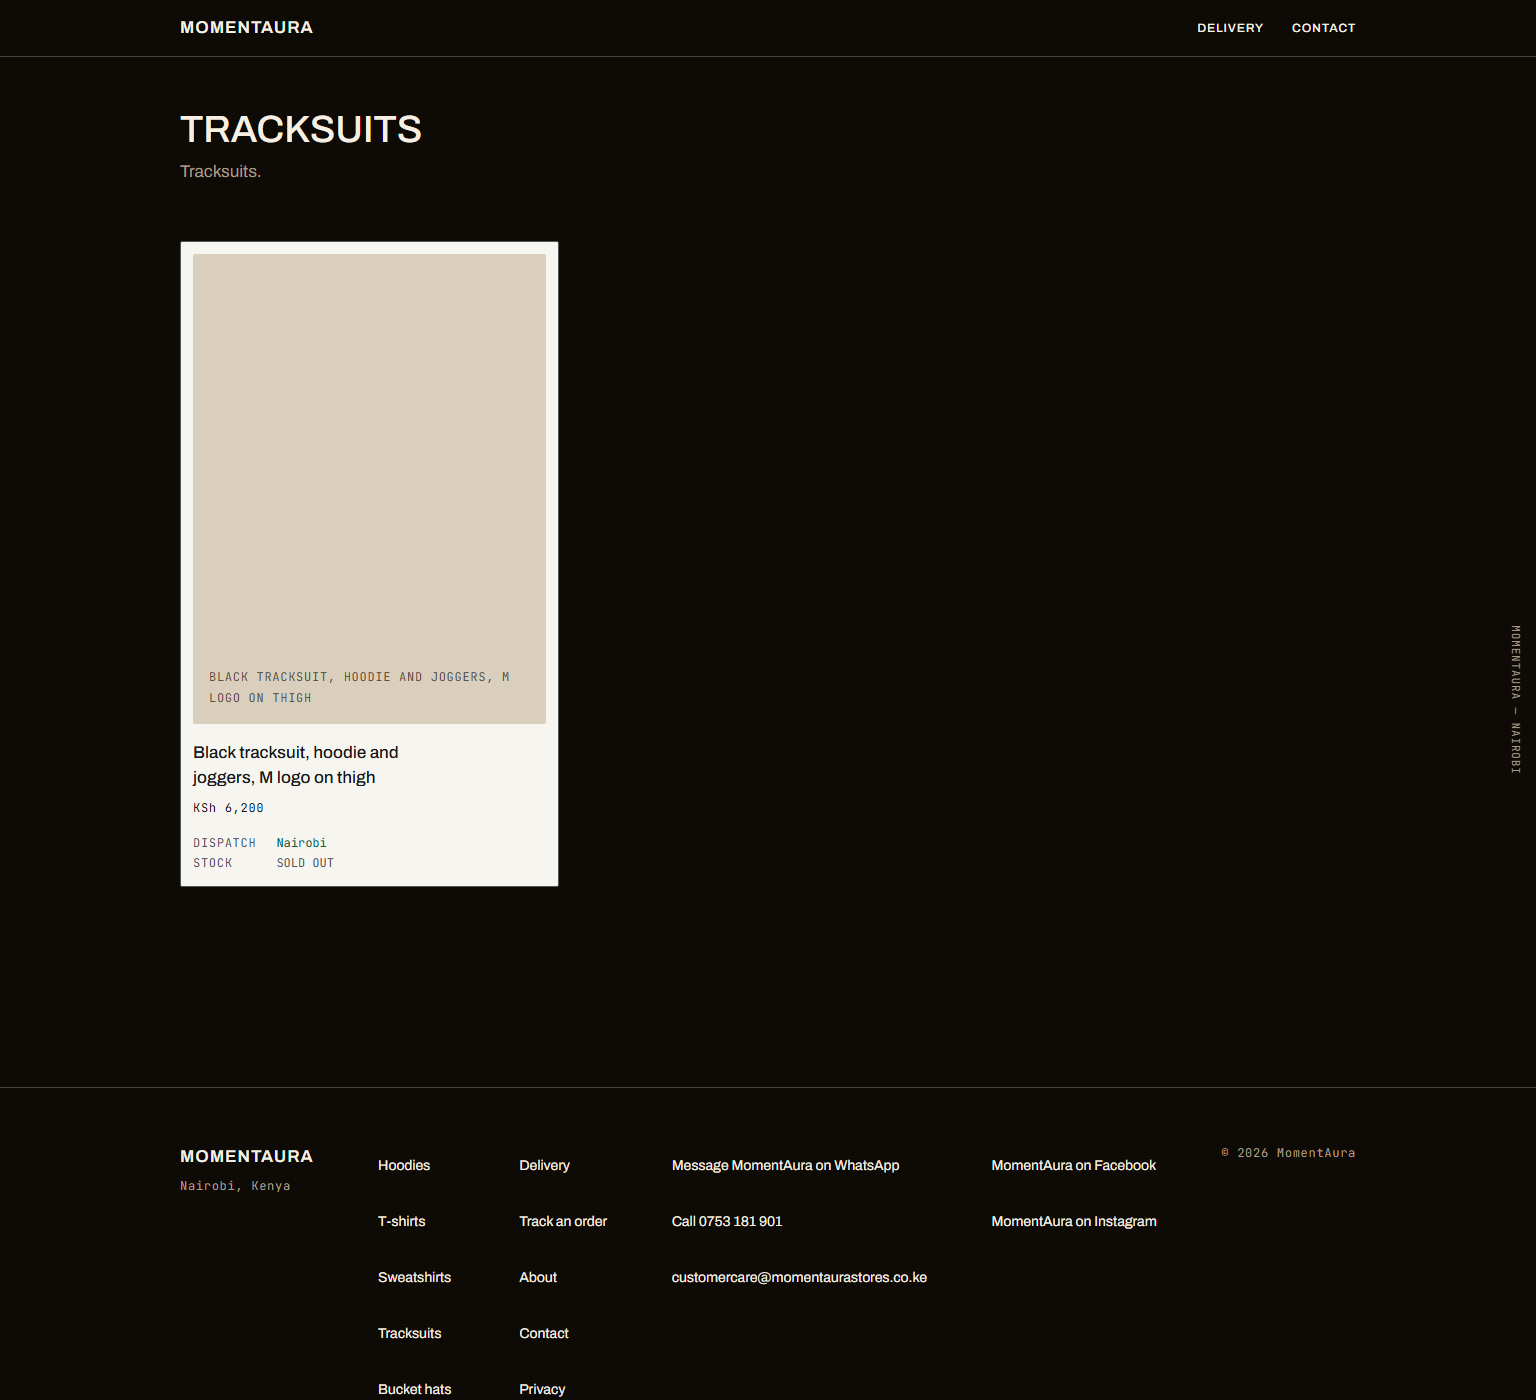 MOMENTAURA
DELIVERY CONTACT
TRACKSUITS
Tracksuits.
BLACK TRACKSUIT, HOODIE AND JOGGERS, M
LOGO ON THIGH
Black tracksuit, hoodie and
joggers, M logo on thigh
KSh 6,200
DISPATCH Nairobi
STOCK SOLD OUT
MOMENTAURA — NAIROBI
MOMENTAURA
Nairobi, Kenya
Hoodies
T-shirts
Sweatshirts
Tracksuits
Bucket hats
Delivery
Track an order
About
Contact
Privacy
Message MomentAura on WhatsApp
Call 0753 181 901
customercare@momentaurastores.co.ke
MomentAura on Facebook
MomentAura on Instagram
© 2026 MomentAura